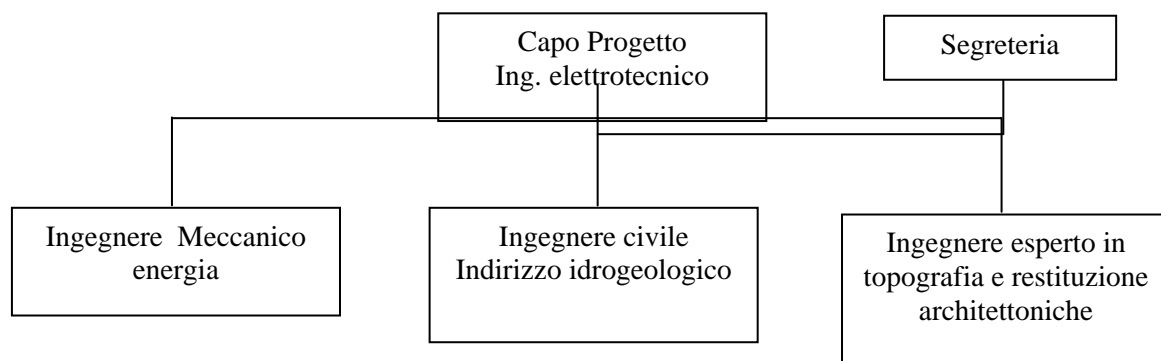 Capo Progetto
Ing. elettrotecnico
Segreteria
Ingegnere  Meccanico
energia
Ingegnere civile
Indirizzo idrogeologico
Ingegnere esperto in
topografia e restituzione
architettoniche